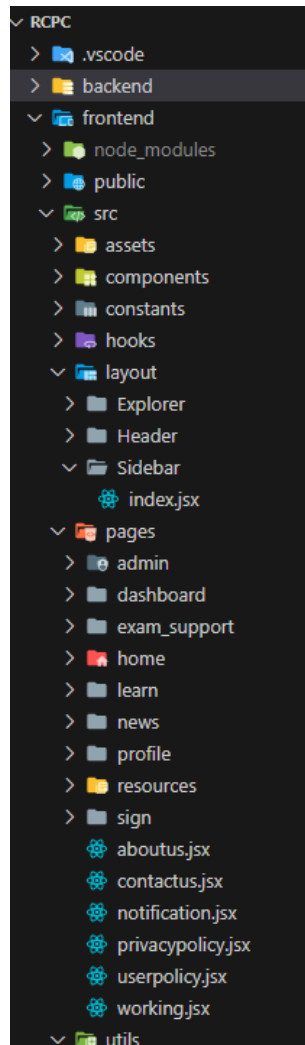 RCPC
.vscode
backend
frontend
node_modules
public
src
assets
components
constants
hooks
layout
Explorer
Header
Sidebar
index.jsx
pages
admin
dashboard
exam_support
home
learn
news
profile
resources
sign
aboutus.jsx
contactus.jsx
notification.jsx
privacypolicy.jsx
userpolicy.jsx
working.jsx
utils